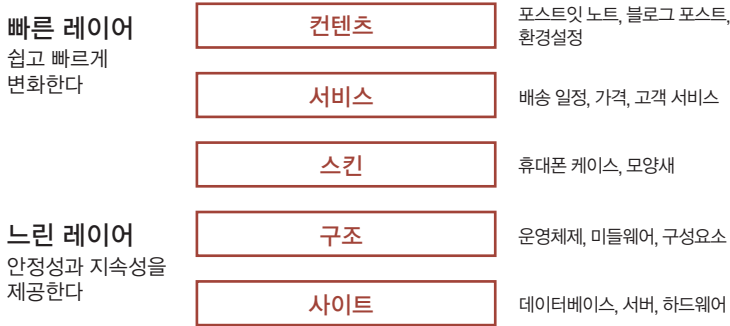 빠른 레이어
쉽고 빠르게
변화한다
컨텐츠
포스트잇 노트, 블로그 포스트,
환경설정
서비스
배송 일정, 가격, 고객 서비스
스킨
휴대폰 케이스, 모양새
느린 레이어
안정성과 지속성을
제공한다
구조
운영체제, 미들웨어, 구성요소
사이트
데이터베이스, 서버, 하드웨어